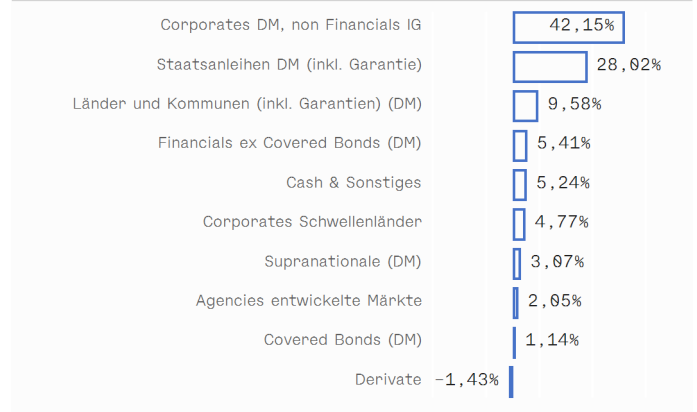 Corporates DM, non Financials IG 42,15%
Staatsanleihen DM (inkl. Garantie) 28,02%
Länder und Kommunen (inkl. Garantien) (DM) 9,58%
Financials ex Covered Bonds (DM) 5,41%
Cash & Sonstiges 5,24%
Corporates Schwellenländer 4,77%
Supranationale (DM) 3,07%
Agencies entwickelte Märkte 2,05%
Covered Bonds (DM) 1,14%
Derivate -1,43%